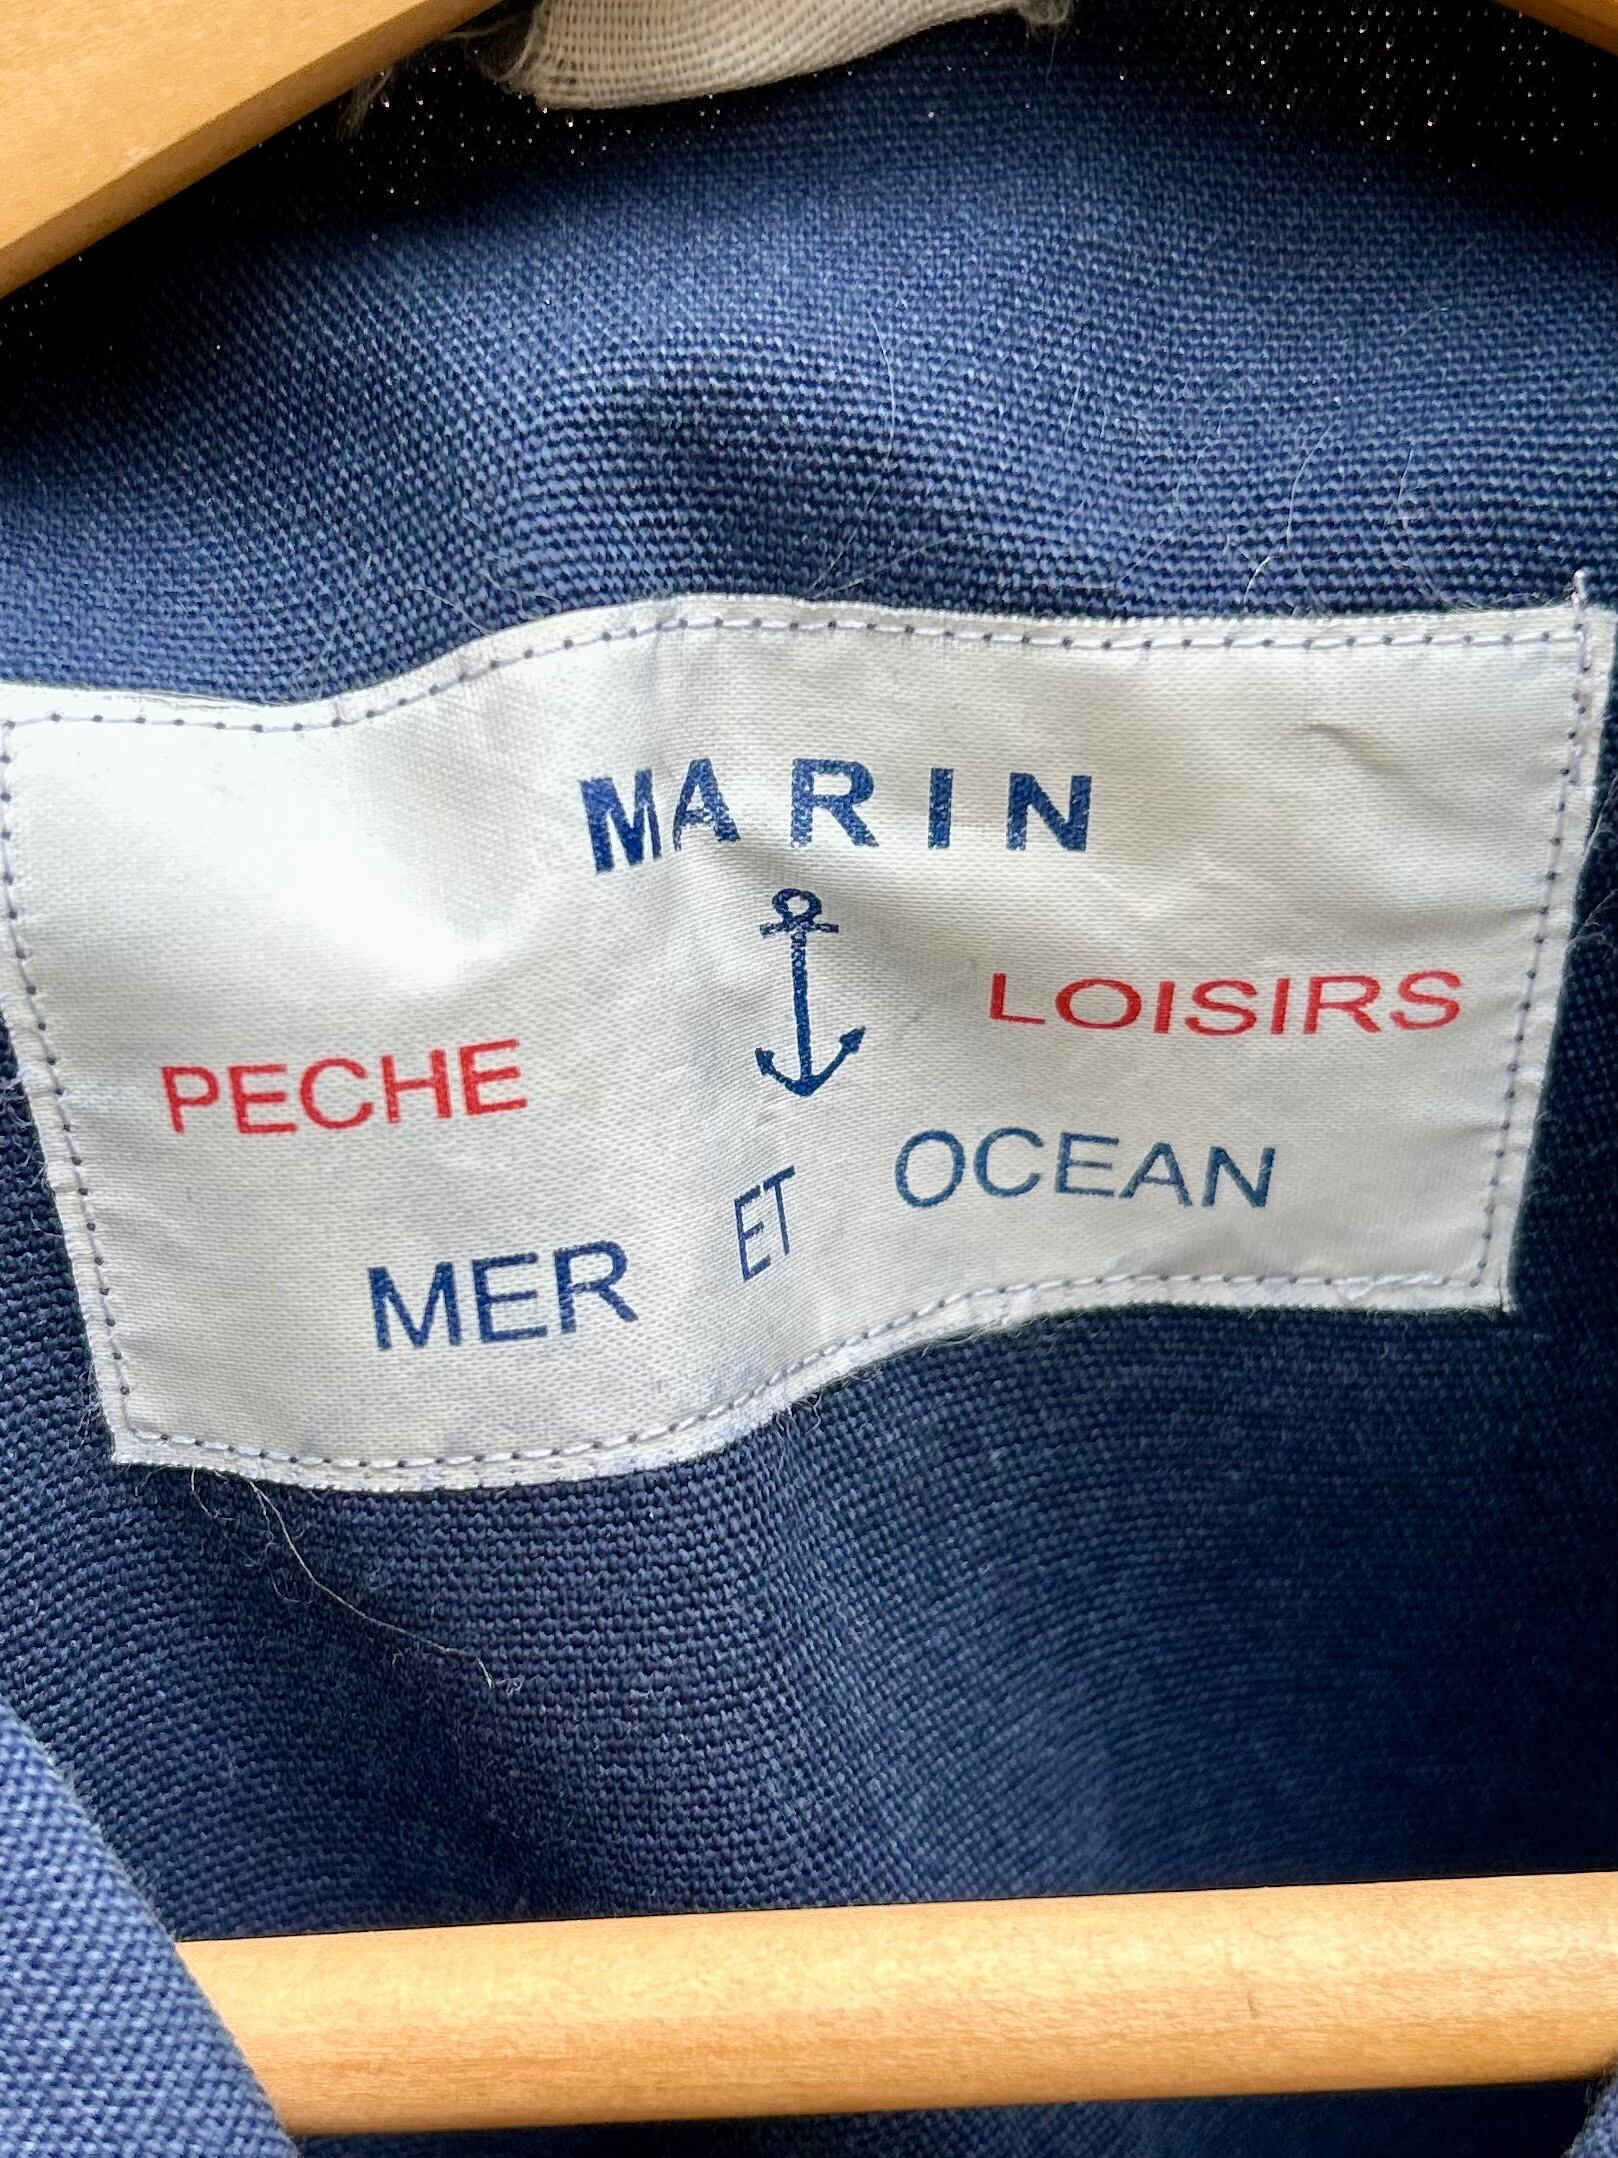 MARIN
PECHE LOISIRS
MER ET OCEAN